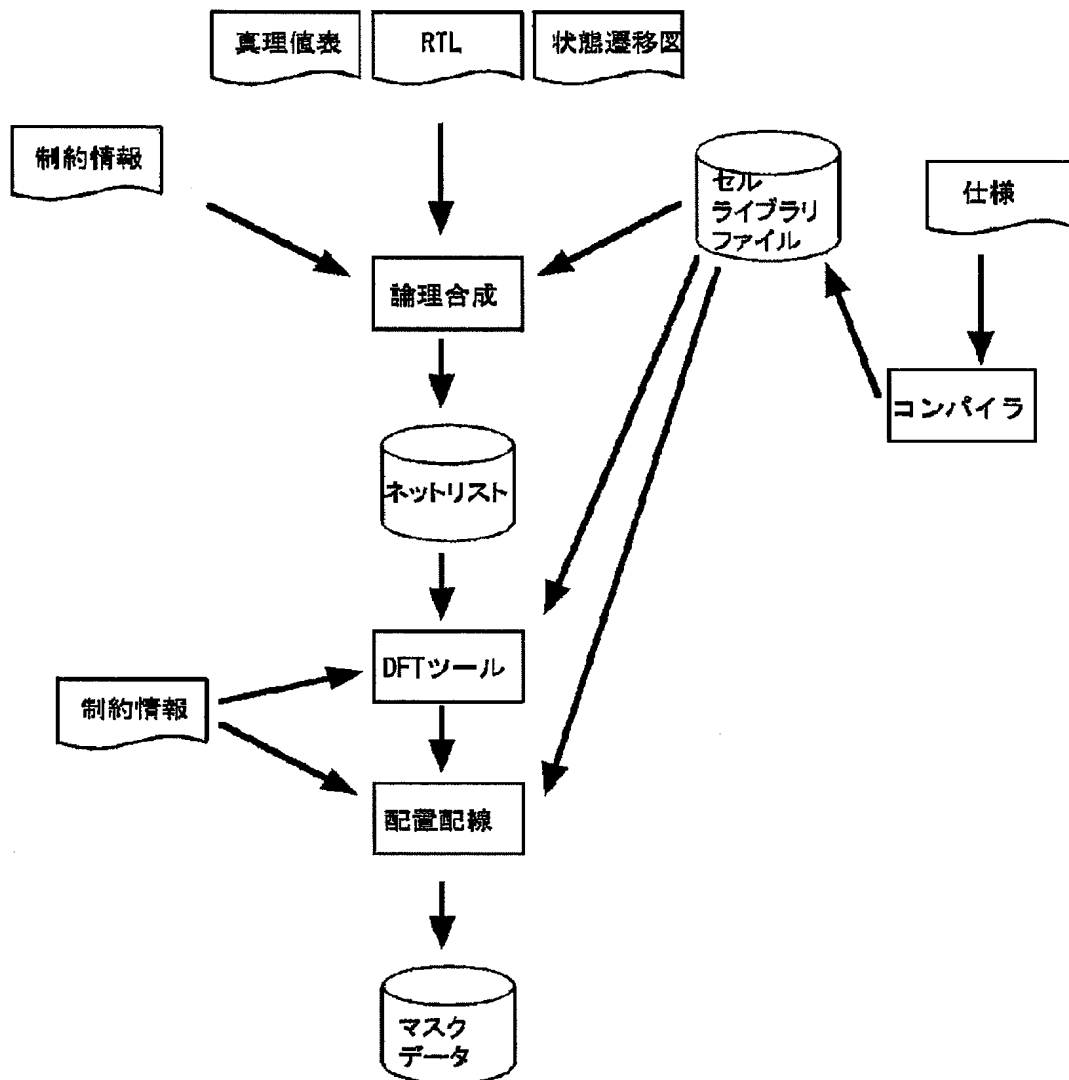 真理値表
RTL
状態遷移図
制約情報
セル
ライブラリ
ファイル
仕様
論理合成
コンパイラ
ネットリスト
DFTツール
制約情報
配置配線
マスク
データ